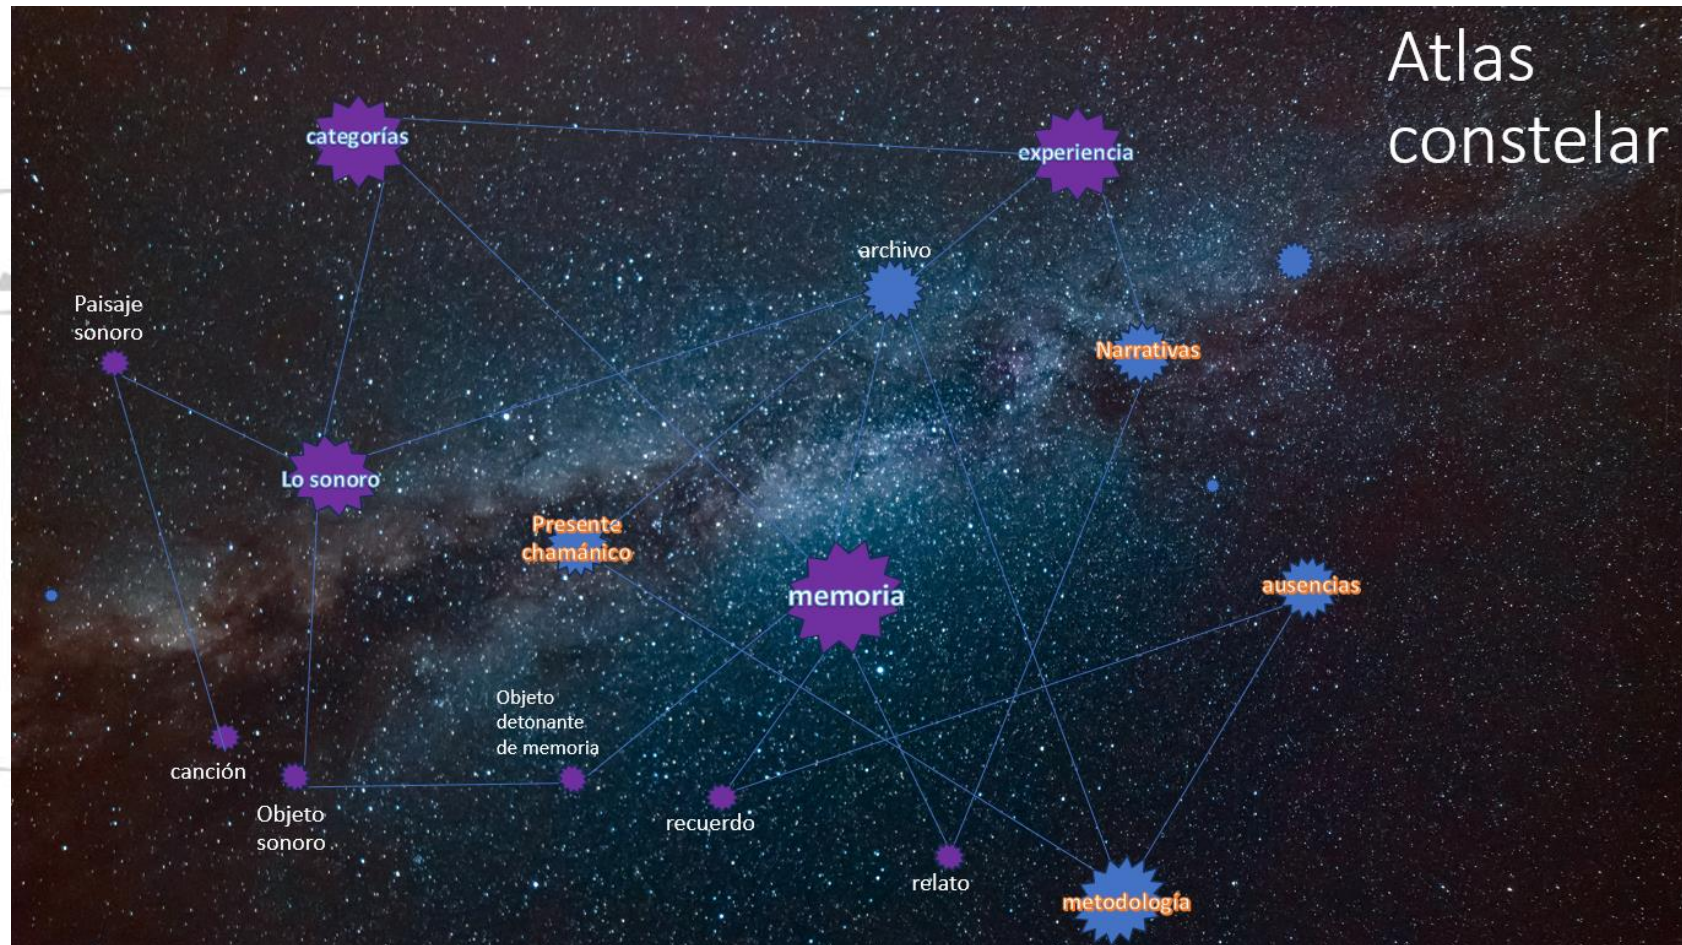 Atlas
constelar
categorías
experiencia
archivo
Paisaje
sonoro
Narrativas
Lo sonoro
Presente
chamánico
memoria
ausencias
Objeto
detonante
de memoria
canción
Objeto
sonoro
recuerdo
relato
metodología